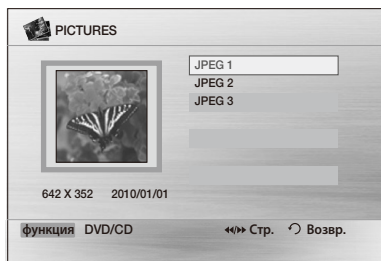 PICTURES
JPEG 1
JPEG 2
JPEG 3
642 X 352 2010/01/01
функция DVD/CD ◀◀/▶▶ Стр. ↶ Возвр.